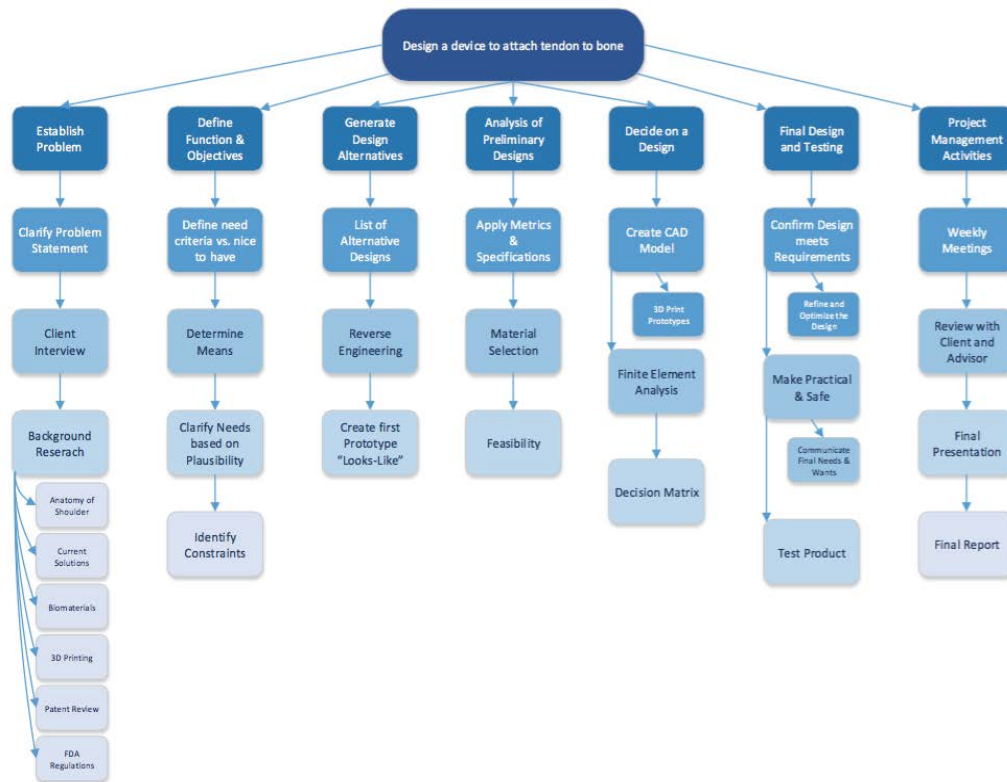 Design a device to attach tendon to bone
Establish
Problem
Define
Function &
Objectives
Generate
Design
Alternatives
Analysis of
Preliminary
Designs
Decide on a
Design
Final Design
and Testing
Project
Management
Activities
Clarify Problem
Statement
Define need
criteria vs. nice
to have
List of
Alternative
Designs
Apply Metrics
&
Specifications
Create CAD
Model
Confirm Design
meets
Requirements
Weekly
Meetings
3D Print
Prototypes
Refine and
Optimize the
Design
Client
Interview
Determine
Means
Reverse
Engineering
Material
Selection
Finite Element
Analysis
Make Practical
& Safe
Review with
Client and
Advisor
Background
Reserach
Clarify Needs
based on
Plausibility
Create first
Prototype
“Looks-Like”
Feasibility
Decision Matrix
Communicate
Final Needs &
Wants
Final
Presentation
Anatomy of
Shoulder
Current
Solutions
Biomaterials
3D Printing
Patent Review
FDA
Regulations
Identify
Constraints
Test Product
Final Report